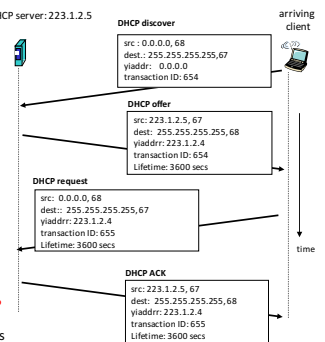 CP server: 223.1.2.5
arriving
client
DHCP discover
src : 0.0.0.0, 68
dest.: 255.255.255.255,67
yiaddr: 0.0.0.0
transaction ID: 654
DHCP offer
src: 223.1.2.5, 67
dest: 255.255.255.255, 68
yiaddrr: 223.1.2.4
transaction ID: 654
Lifetime: 3600 secs
DHCP request
src: 0.0.0.0, 68
dest:: 255.255.255.255, 67
yiaddrr: 223.1.2.4
transaction ID: 655
Lifetime: 3600 secs
time
DHCP ACK
src: 223.1.2.5, 67
dest: 255.255.255.255, 68
yiaddrr: 223.1.2.4
transaction ID: 655
Lifetime: 3600 secs
s